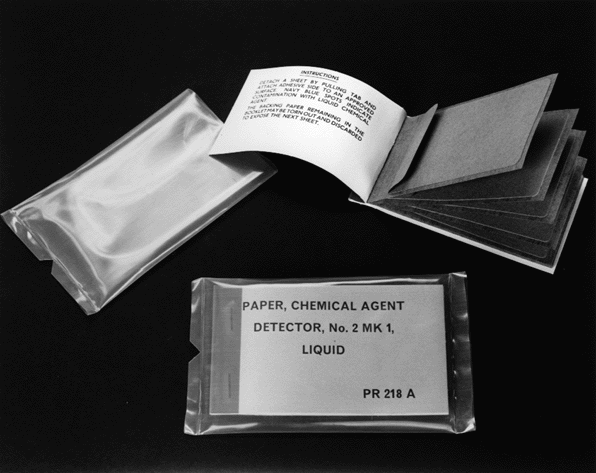 INSTRUCTIONS
DETACH A SHEET BY PULLING TAB AND
ATTACH ADHESIVE SIDE TO AN APPROVED
SURFACE. NAVY BLUE SPOTS INDICATE
CONTAMINATION WITH LIQUID CHEMICAL
AGENT.
THE BACKING PAPER REMAINING IN THE
BOOKLET MAY BE TORN OUT AND DISCARDED
TO EXPOSE THE NEXT SHEET.
PAPER, CHEMICAL AGENT
DETECTOR, No. 2 MK 1,
LIQUID
PR 218 A